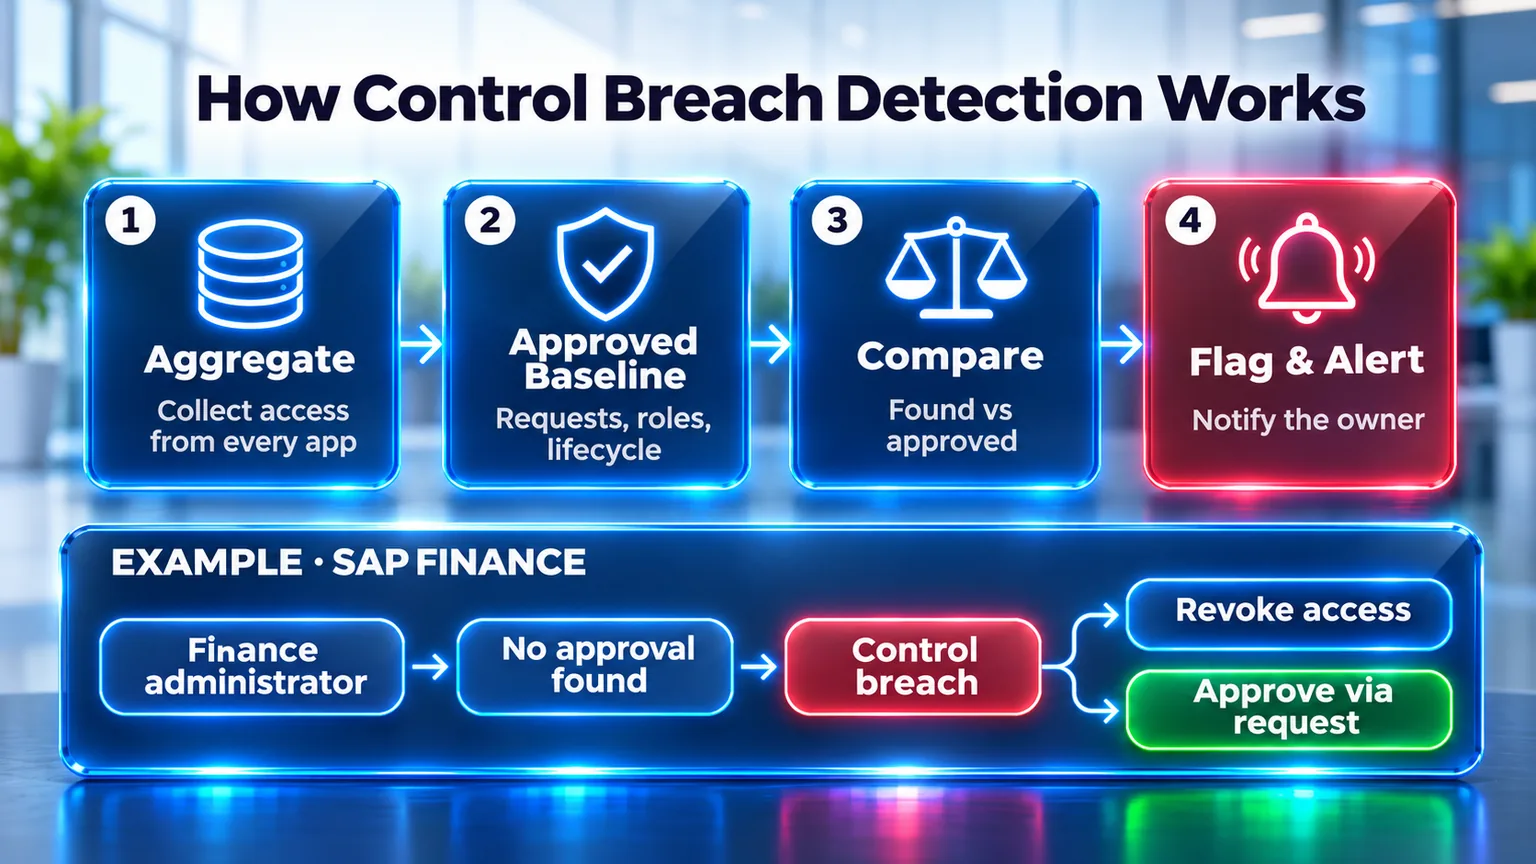 How Control Breach Detection Works
1
Aggregate
Collect access
from every app
2
Approved
Baseline
Requests, roles,
lifecycle
3
Compare
Found vs
approved
4
Flag & Alert
Notify the owner
EXAMPLE · SAP FINANCE
Finance
administrator
No approval
found
Control
breach
Revoke access
Approve via
request